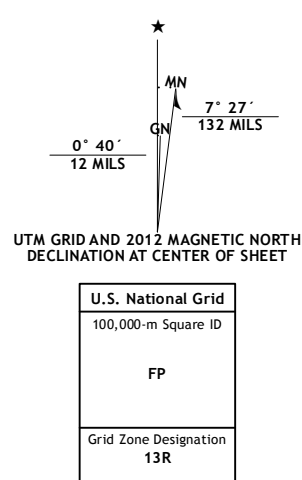 ★
MN
7° 27´
132 MILS
GN
0° 40´
12 MILS
UTM GRID AND 2012 MAGNETIC NORTH
DECLINATION AT CENTER OF SHEET
U.S. National Grid
100,000-m Square ID
FP
Grid Zone Designation
13R